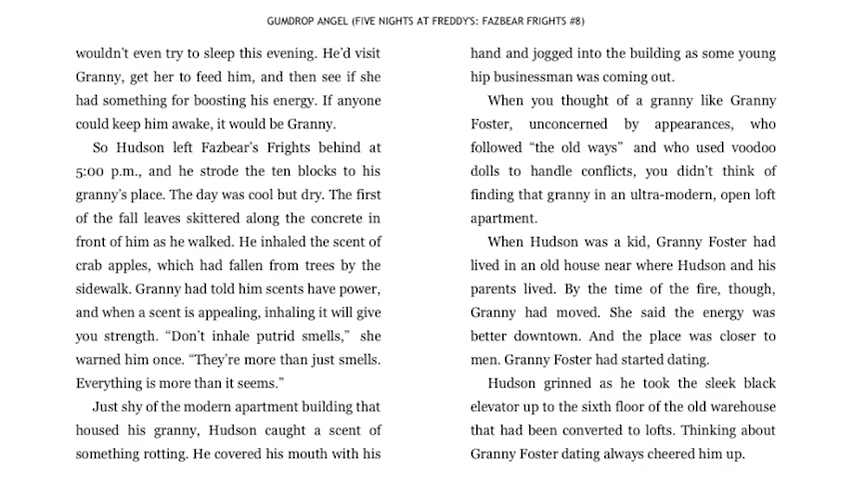 GUMDROP ANGEL (FIVE NIGHTS AT FREDDY'S: FAZBEAR FRIGHTS #8)
wouldn't even try to sleep this evening. He'd visit
Granny, get her to feed him, and then see if she
had something for boosting his energy. If anyone
could keep him awake, it would be Granny.
So Hudson left Fazbear's Frights behind at
5:00 p.m., and he strode the ten blocks to his
granny's place. The day was cool but dry. The first
of the fall leaves skittered along the concrete in
front of him as he walked. He inhaled the scent of
crab apples, which had fallen from trees by the
sidewalk. Granny had told him scents have power,
and when a scent is appealing, inhaling it will give
you strength. “Don't inhale putrid smells,” she
warned him once. “They're more than just smells.
Everything is more than it seems.”
Just shy of the modern apartment building that
housed his granny, Hudson caught a scent of
something rotting. He covered his mouth with his
hand and jogged into the building as some young
hip businessman was coming out.
When you thought of a granny like Granny
Foster, unconcerned by appearances, who
followed “the old ways” and who used voodoo
dolls to handle conflicts, you didn't think of
finding that granny in an ultra-modern, open loft
apartment.
When Hudson was a kid, Granny Foster had
lived in an old house near where Hudson and his
parents lived. By the time of the fire, though,
Granny had moved. She said the energy was
better downtown. And the place was closer to
men. Granny Foster had started dating.
Hudson grinned as he took the sleek black
elevator up to the sixth floor of the old warehouse
that had been converted to lofts. Thinking about
Granny Foster dating always cheered him up.